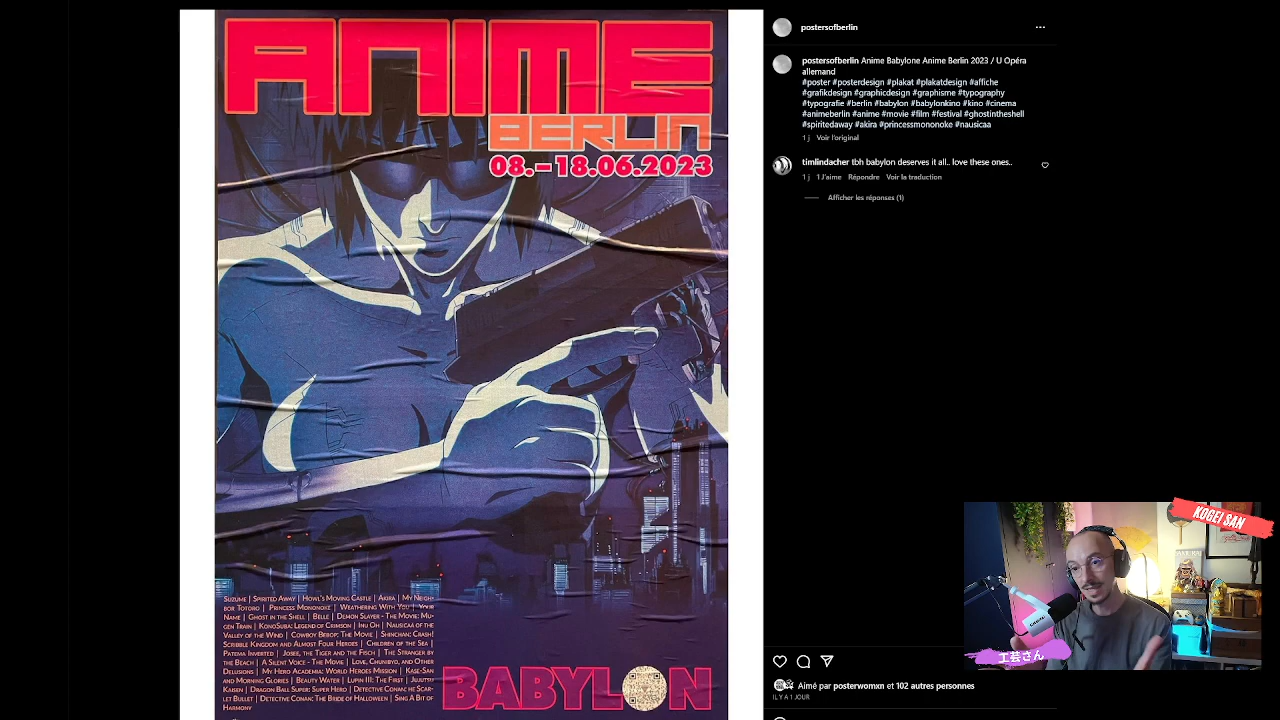 ANIME
BERLIN
08.–18.06.2023
Suzume | Spirited Away | Howl's Moving Castle | Akira | My Neigh-
bor Totoro | Princess Mononoke | Weathering With You | Your
Name | Ghost in the Shell | Belle | Demon Slayer - The Movie: Mu-
gen Train | KonoSuba: Legend of Crimson | Inu Oh | Nausicaä of the
Valley of the Wind | Cowboy Bebop: The Movie | Shinchan: Crash!
Scribble Kingdom and Almost Four Heroes | Children of the Sea |
Patema Inverted | Josee, the Tiger and the Fisch | The Stranger by
the Beach | A Silent Voice - The Movie | Love, Chunibyo, and Other
Delusions | My Hero Academia: World Heroes Mission | Kase-San
and Morning Glories | Beauty Water | Lupin III: The First | Jujutsu
Kaisen | Dragon Ball Super: Super Hero | Detective Conan: he Scar-
let Bullet | Detective Conan: The Bride of Halloween | Sing A Bit of
Harmony
BABYLON
postersofberlin
postersofberlin Anime Babylone Anime Berlin 2023 / U Opéra
allemand
#poster #posterdesign #plakat #plakatdesign #affiche
#grafikdesign #graphicdesign #graphisme #typography
#typografie #berlin #babylon #babylonkino #kino #cinema
#animeberlin #anime #movie #film #festival #ghostintheshell
#spiritedaway #akira #princessmononoke #nausicaa
1 j Voir l'original
timlindacher tbh babylon deserves it all.. love these ones..
1 j 1 J'aime Répondre Voir la traduction
Afficher les réponses (1)
KOGEI SAN
工芸さん
Aimé par posterwomxn et 102 autres personnes
IL Y A 1 JOUR